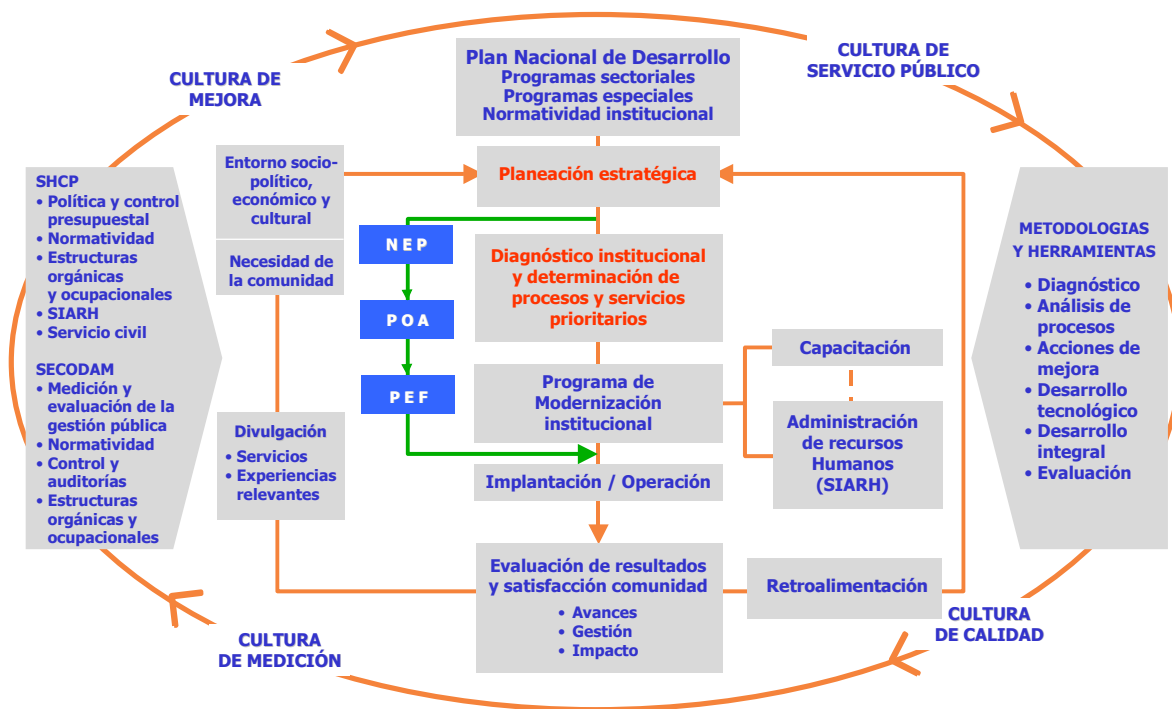 CULTURA DE
MEJORA
Plan Nacional de Desarrollo
Programas sectoriales
Programas especiales
Normatividad institucional
CULTURA DE
SERVICIO PÚBLICO
SHCP
• Política y control
presupuestal
• Normatividad
• Estructuras
orgánicas
y ocupacionales
• SIARH
• Servicio civil
SECODAM
• Medición y
evaluación de la
gestión pública
• Normatividad
• Control y
auditorías
• Estructuras
orgánicas y
ocupacionales
Entorno socio-
político,
económico y
cultural
Necesidad de
la comunidad
Divulgación
• Servicios
• Experiencias
relevantes
Planeación estratégica
NEP
POA
PEF
Diagnóstico institucional
y determinación de
procesos y servicios
prioritarios
Programa de
Modernización
institucional
Implantación / Operación
Evaluación de resultados
y satisfacción comunidad
• Avances
• Gestión
• Impacto
Capacitación
Administración
de recursos
Humanos
(SIARH)
Retroalimentación
METODOLOGIAS
Y HERRAMIENTAS
• Diagnóstico
• Análisis de
procesos
• Acciones de
mejora
• Desarrollo
tecnológico
• Desarrollo
integral
• Evaluación
CULTURA
DE MEDICIÓN
CULTURA
DE CALIDAD